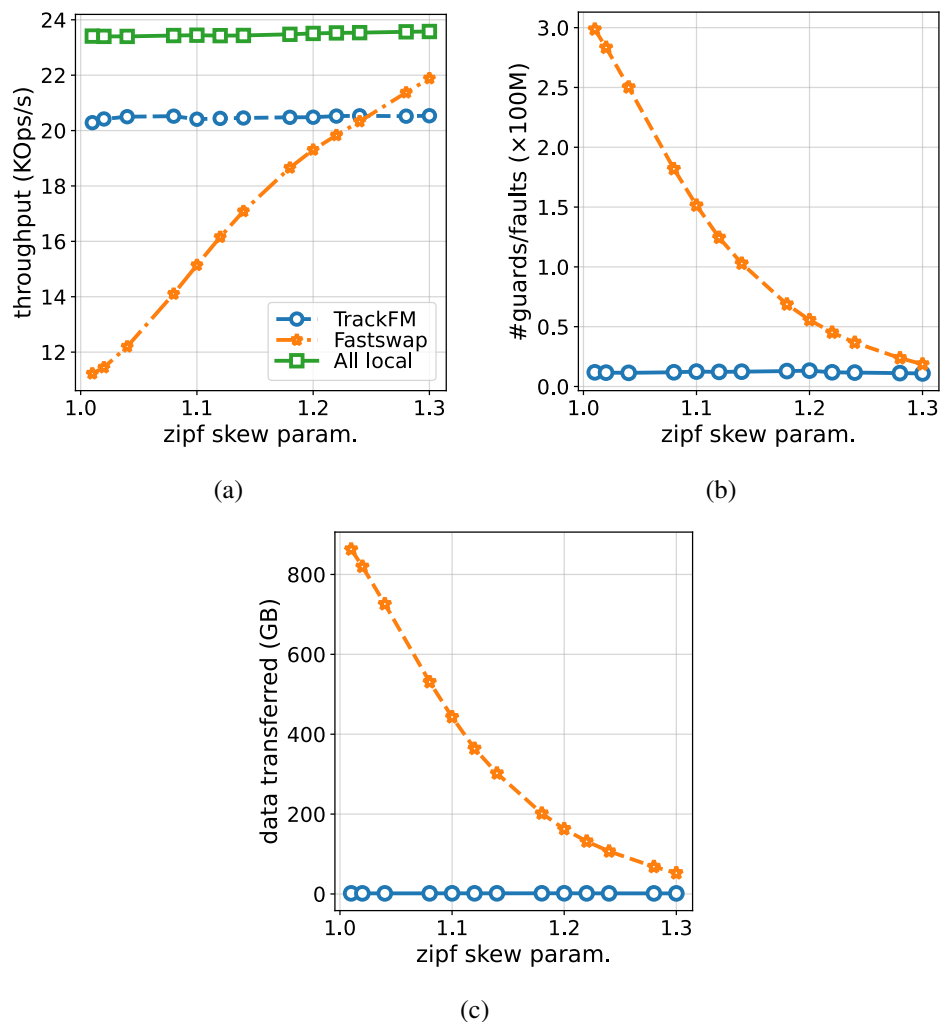 24
22
20
18
16
14
12
throughput (KOps/s)
TrackFM
Fastswap
All local
1.0 1.1 1.2 1.3
zipf skew param.
(a)
3.0
2.5
2.0
1.5
1.0
0.5
0.0
#guards/faults (×100M)
1.0 1.1 1.2 1.3
zipf skew param.
(b)
800
600
400
200
0
data transferred (GB)
1.0 1.1 1.2 1.3
zipf skew param.
(c)